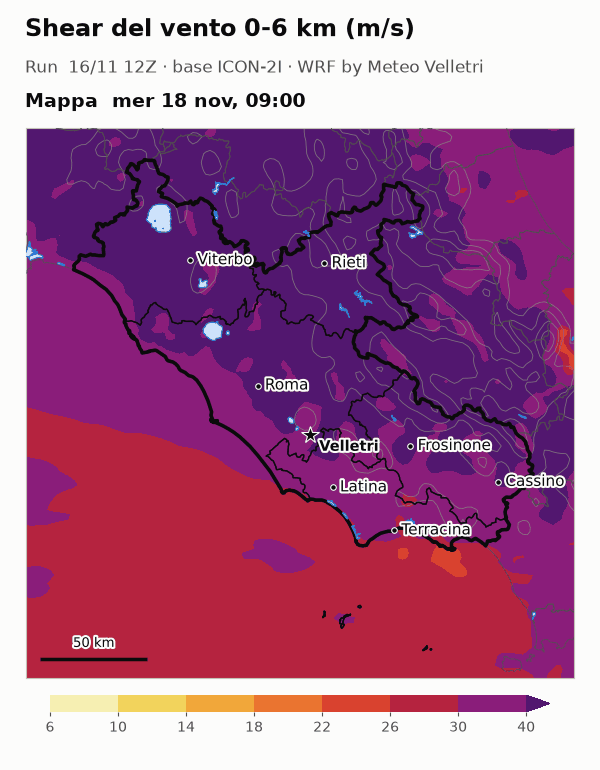 Shear del vento 0-6 km (m/s)
Run  16/11 12Z · base ICON-2I · WRF by Meteo Velletri
Mappa  mer 18 nov, 09:00
Viterbo
Rieti
Roma
Velletri
Frosinone
Cassino
Latina
Terracina
50 km
6 10 14 18 22 26 30 40